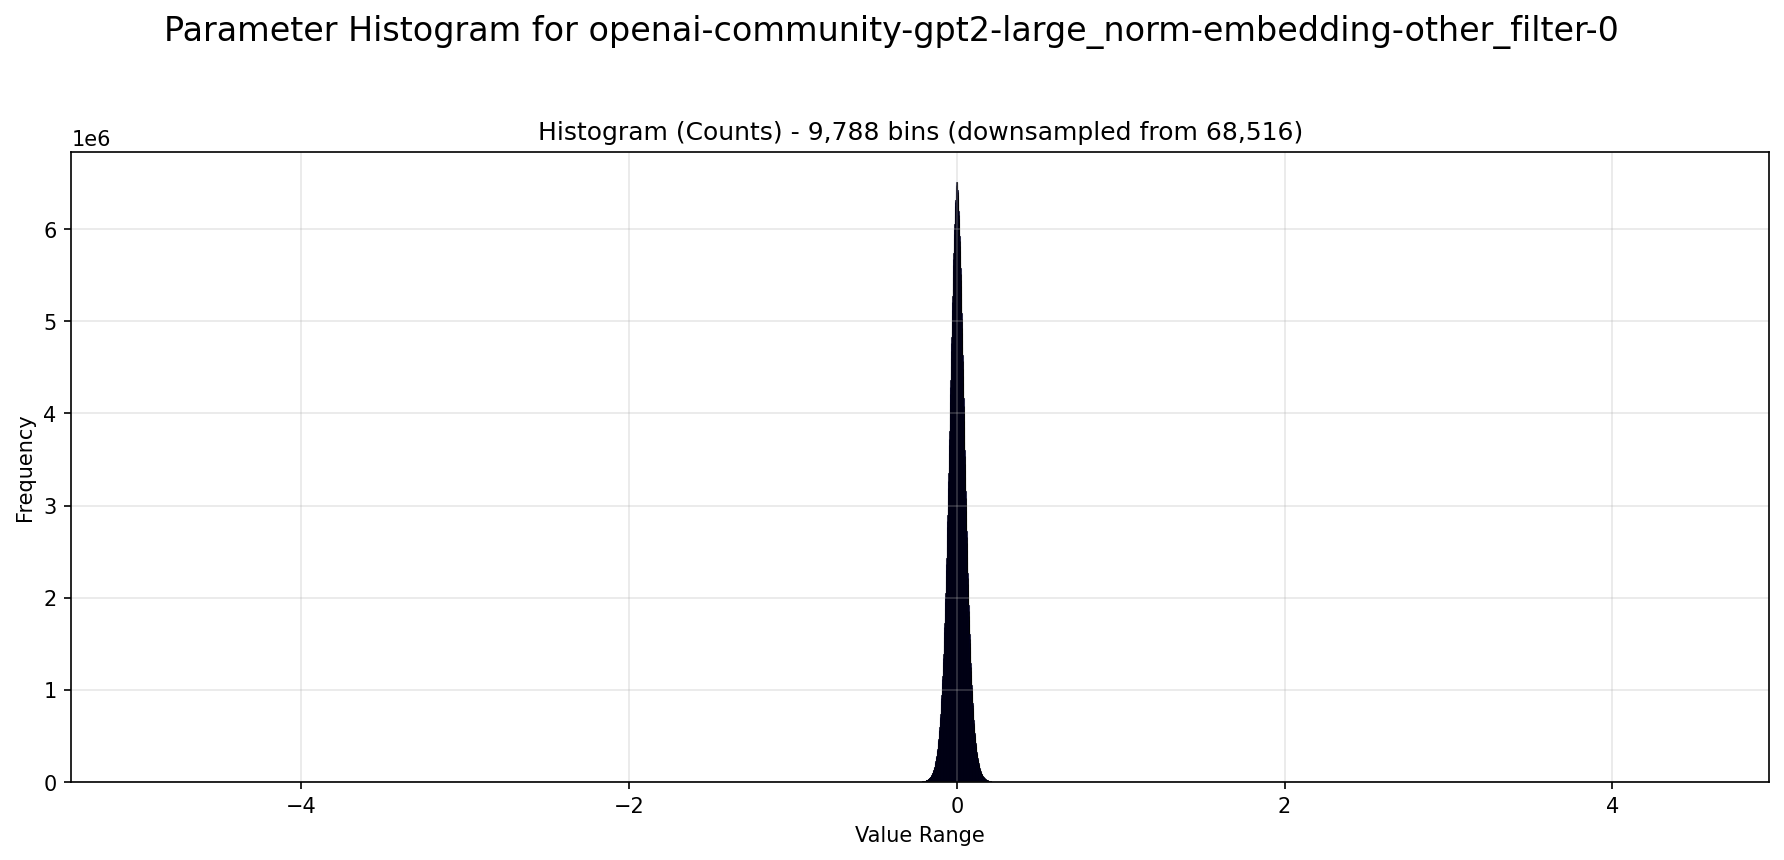 Parameter Histogram for openai-community-gpt2-large_norm-embedding-other_filter-0
Histogram (Counts) - 9,788 bins (downsampled from 68,516)
1e6
6
5
4
3
2
1
0
Frequency
−4 −2 0 2 4
Value Range